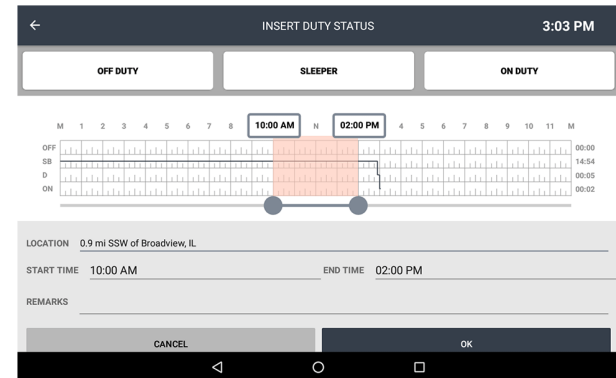 INSERT DUTY STATUS 3:03 PM
OFF DUTY SLEEPER ON DUTY
M 1 2 3 4 5 6 7 8 10:00 AM N 02:00 PM 4 5 6 7 8 9 10 11 M
OFF 00:00
SB 14:54
D 00:05
ON 00:02
LOCATION 0.9 mi SSW of Broadview, IL
START TIME 10:00 AM END TIME 02:00 PM
REMARKS
CANCEL OK